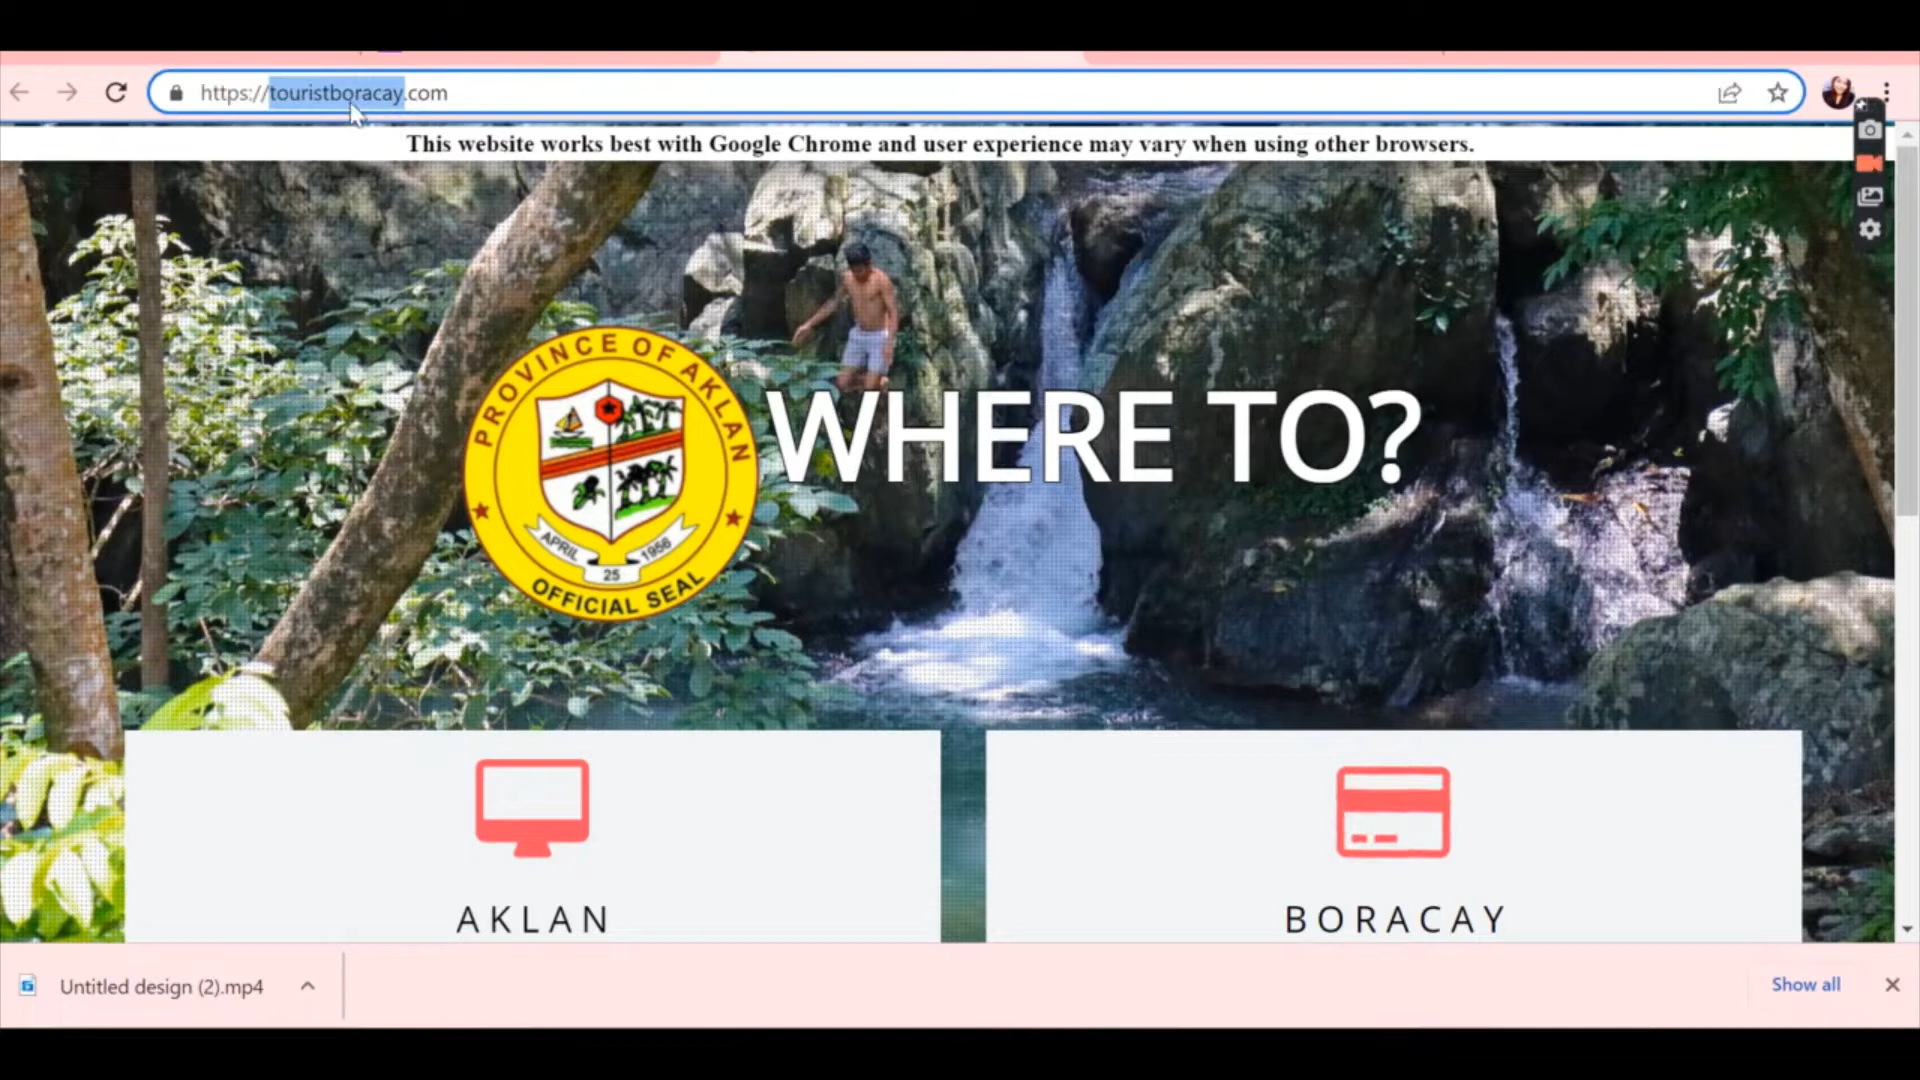 https://touristboracay.com
This website works best with Google Chrome and user experience may vary when using other browsers.
PROVINCE OF AKLAN
APRIL 25 1956
OFFICIAL SEAL
WHERE TO?
AKLAN
BORACAY
Untitled design (2).mp4
Show all